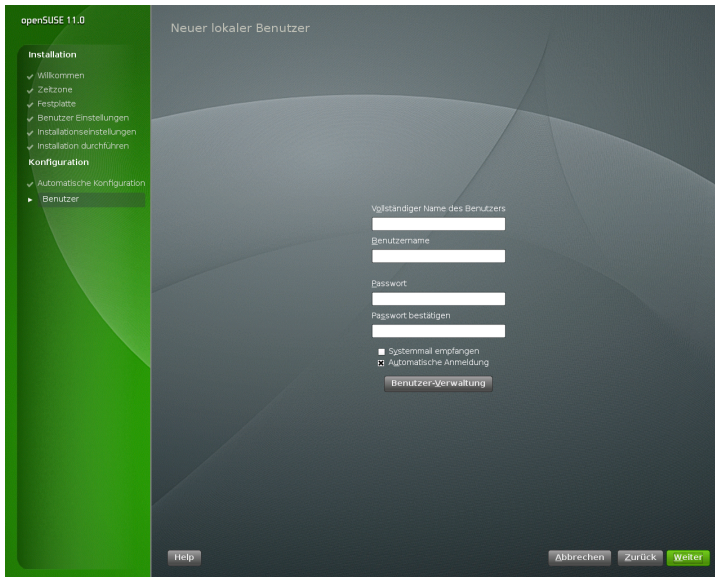 openSUSE 11.0
Installation
Willkommen
Zeitzone
Festplatte
Benutzer Einstellungen
Installationseinstellungen
Installation durchführen
Konfiguration
Automatische Konfiguration
Benutzer
Neuer lokaler Benutzer
Vollständiger Name des Benutzers
Benutzername
Passwort
Passwort bestätigen
Systemmail empfangen
Automatische Anmeldung
Benutzer-Verwaltung
Help
Abbrechen
Zurück
Weiter